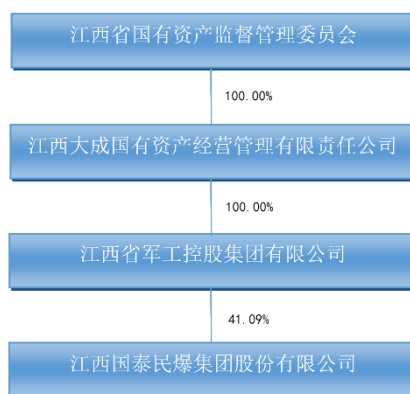 江西省国有资产监督管理委员会
100.00%
江西大成国有资产经营管理有限责任公司
100.00%
江西省军工控股集团有限公司
41.09%
江西国泰民爆集团股份有限公司